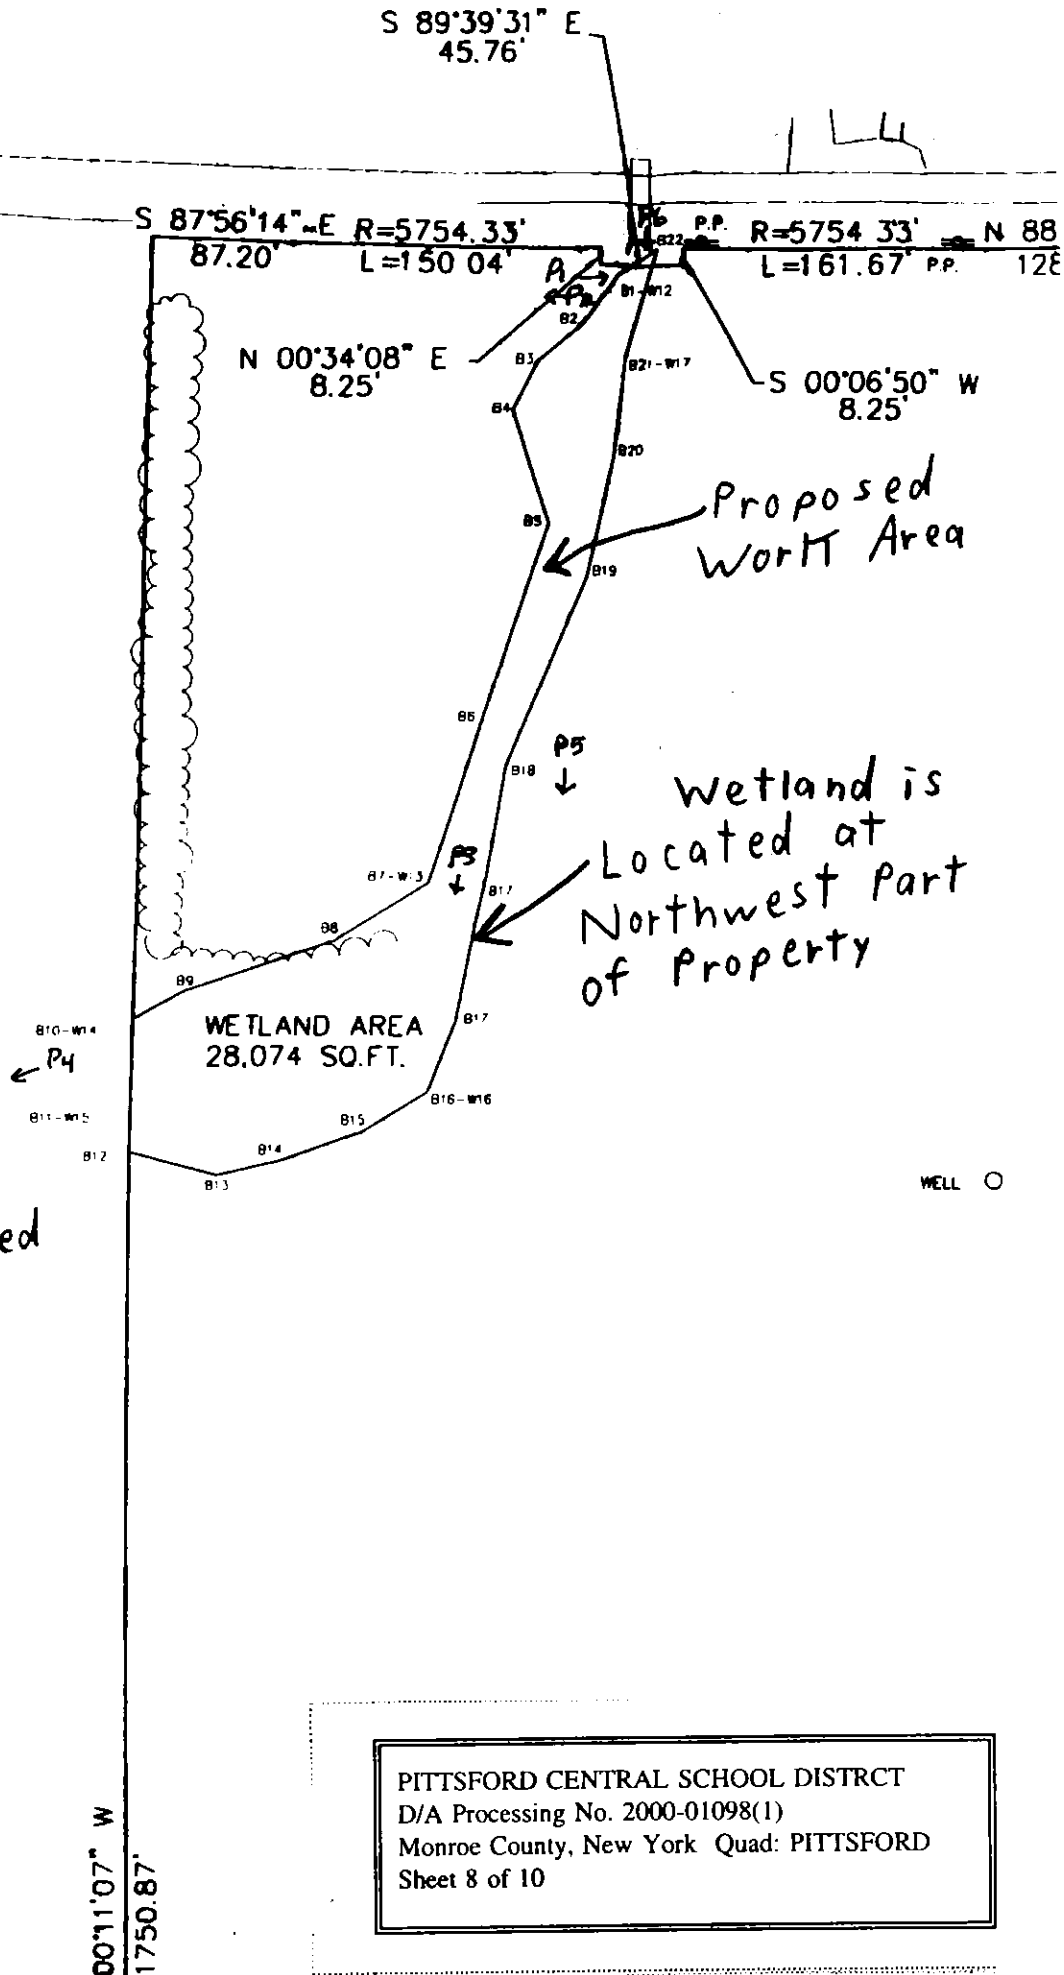 S 89°39'31" E
45.76'
S 87°56'14" E
87.20'
R=5754.33'
L=150 04'
P6
B22
P.P.
R=5754 33'
L=161.67'
P.P.
N 88
128
P1
P2
B1-W12
B2
N 00°34'08" E
8.25'
B3
B21-W17
S 00°06'50" W
8.25'
B4
B20
Proposed
Work Area
B5
B19
B6
P5
B18
Wetland is
Located at
Northwest Part
of Property
P3
B7-W13
B17
B8
B9
WETLAND AREA
28,074 SQ.FT.
B17
B10-W14
P4
B11-W15
B16-W16
B15
B12
B14
B13
WELL
ed
00°11'07" W
1750.87'
PITTSFORD CENTRAL SCHOOL DISTRCT
D/A Processing No. 2000-01098(1)
Monroe County, New York Quad: PITTSFORD
Sheet 8 of 10